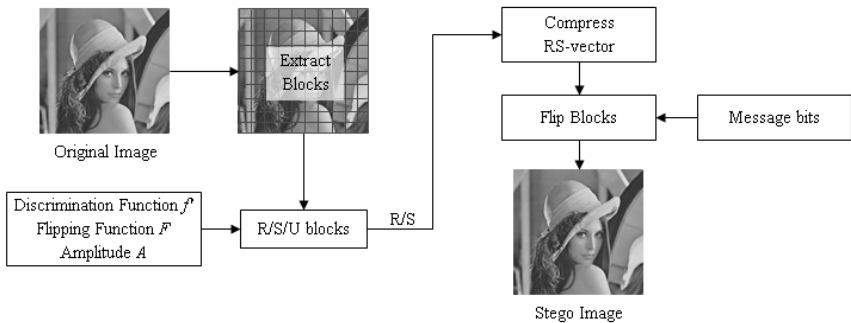 Original Image
Extract
Blocks
Discrimination Function f'
Flipping Function F
Amplitude A
R/S/U blocks
R/S
Compress
RS-vector
Flip Blocks
Message bits
Stego Image